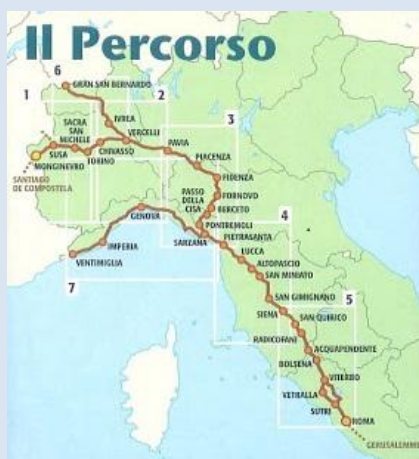 Il Percorso
6
GRAN SAN BERNARDO
1
2
IVREA
SACRA
SAN
MICHELE
VERCELLI
3
SUSA
CHIVASSO
PAVIA
MONGINEVRO
TORINO
PIACENZA
SANTIAGO
DE COMPOSTELA
FIDENZA
PASSO
DELLA
CISA
FORNOVO
BERCETO
GENOVA
PONTREMOLI
4
SARZANA
PIETRASANTA
IMPERIA
LUCCA
VENTIMIGLIA
ALTOPASCIO
SAN MINIATO
7
SAN GIMIGNANO
5
SIENA
SAN QUIRICO
RADICOFANI
ACQUAPENDENTE
BOLSENA
VITERBO
VETRALLA
SUTRI
ROMA
GERUSALEMME